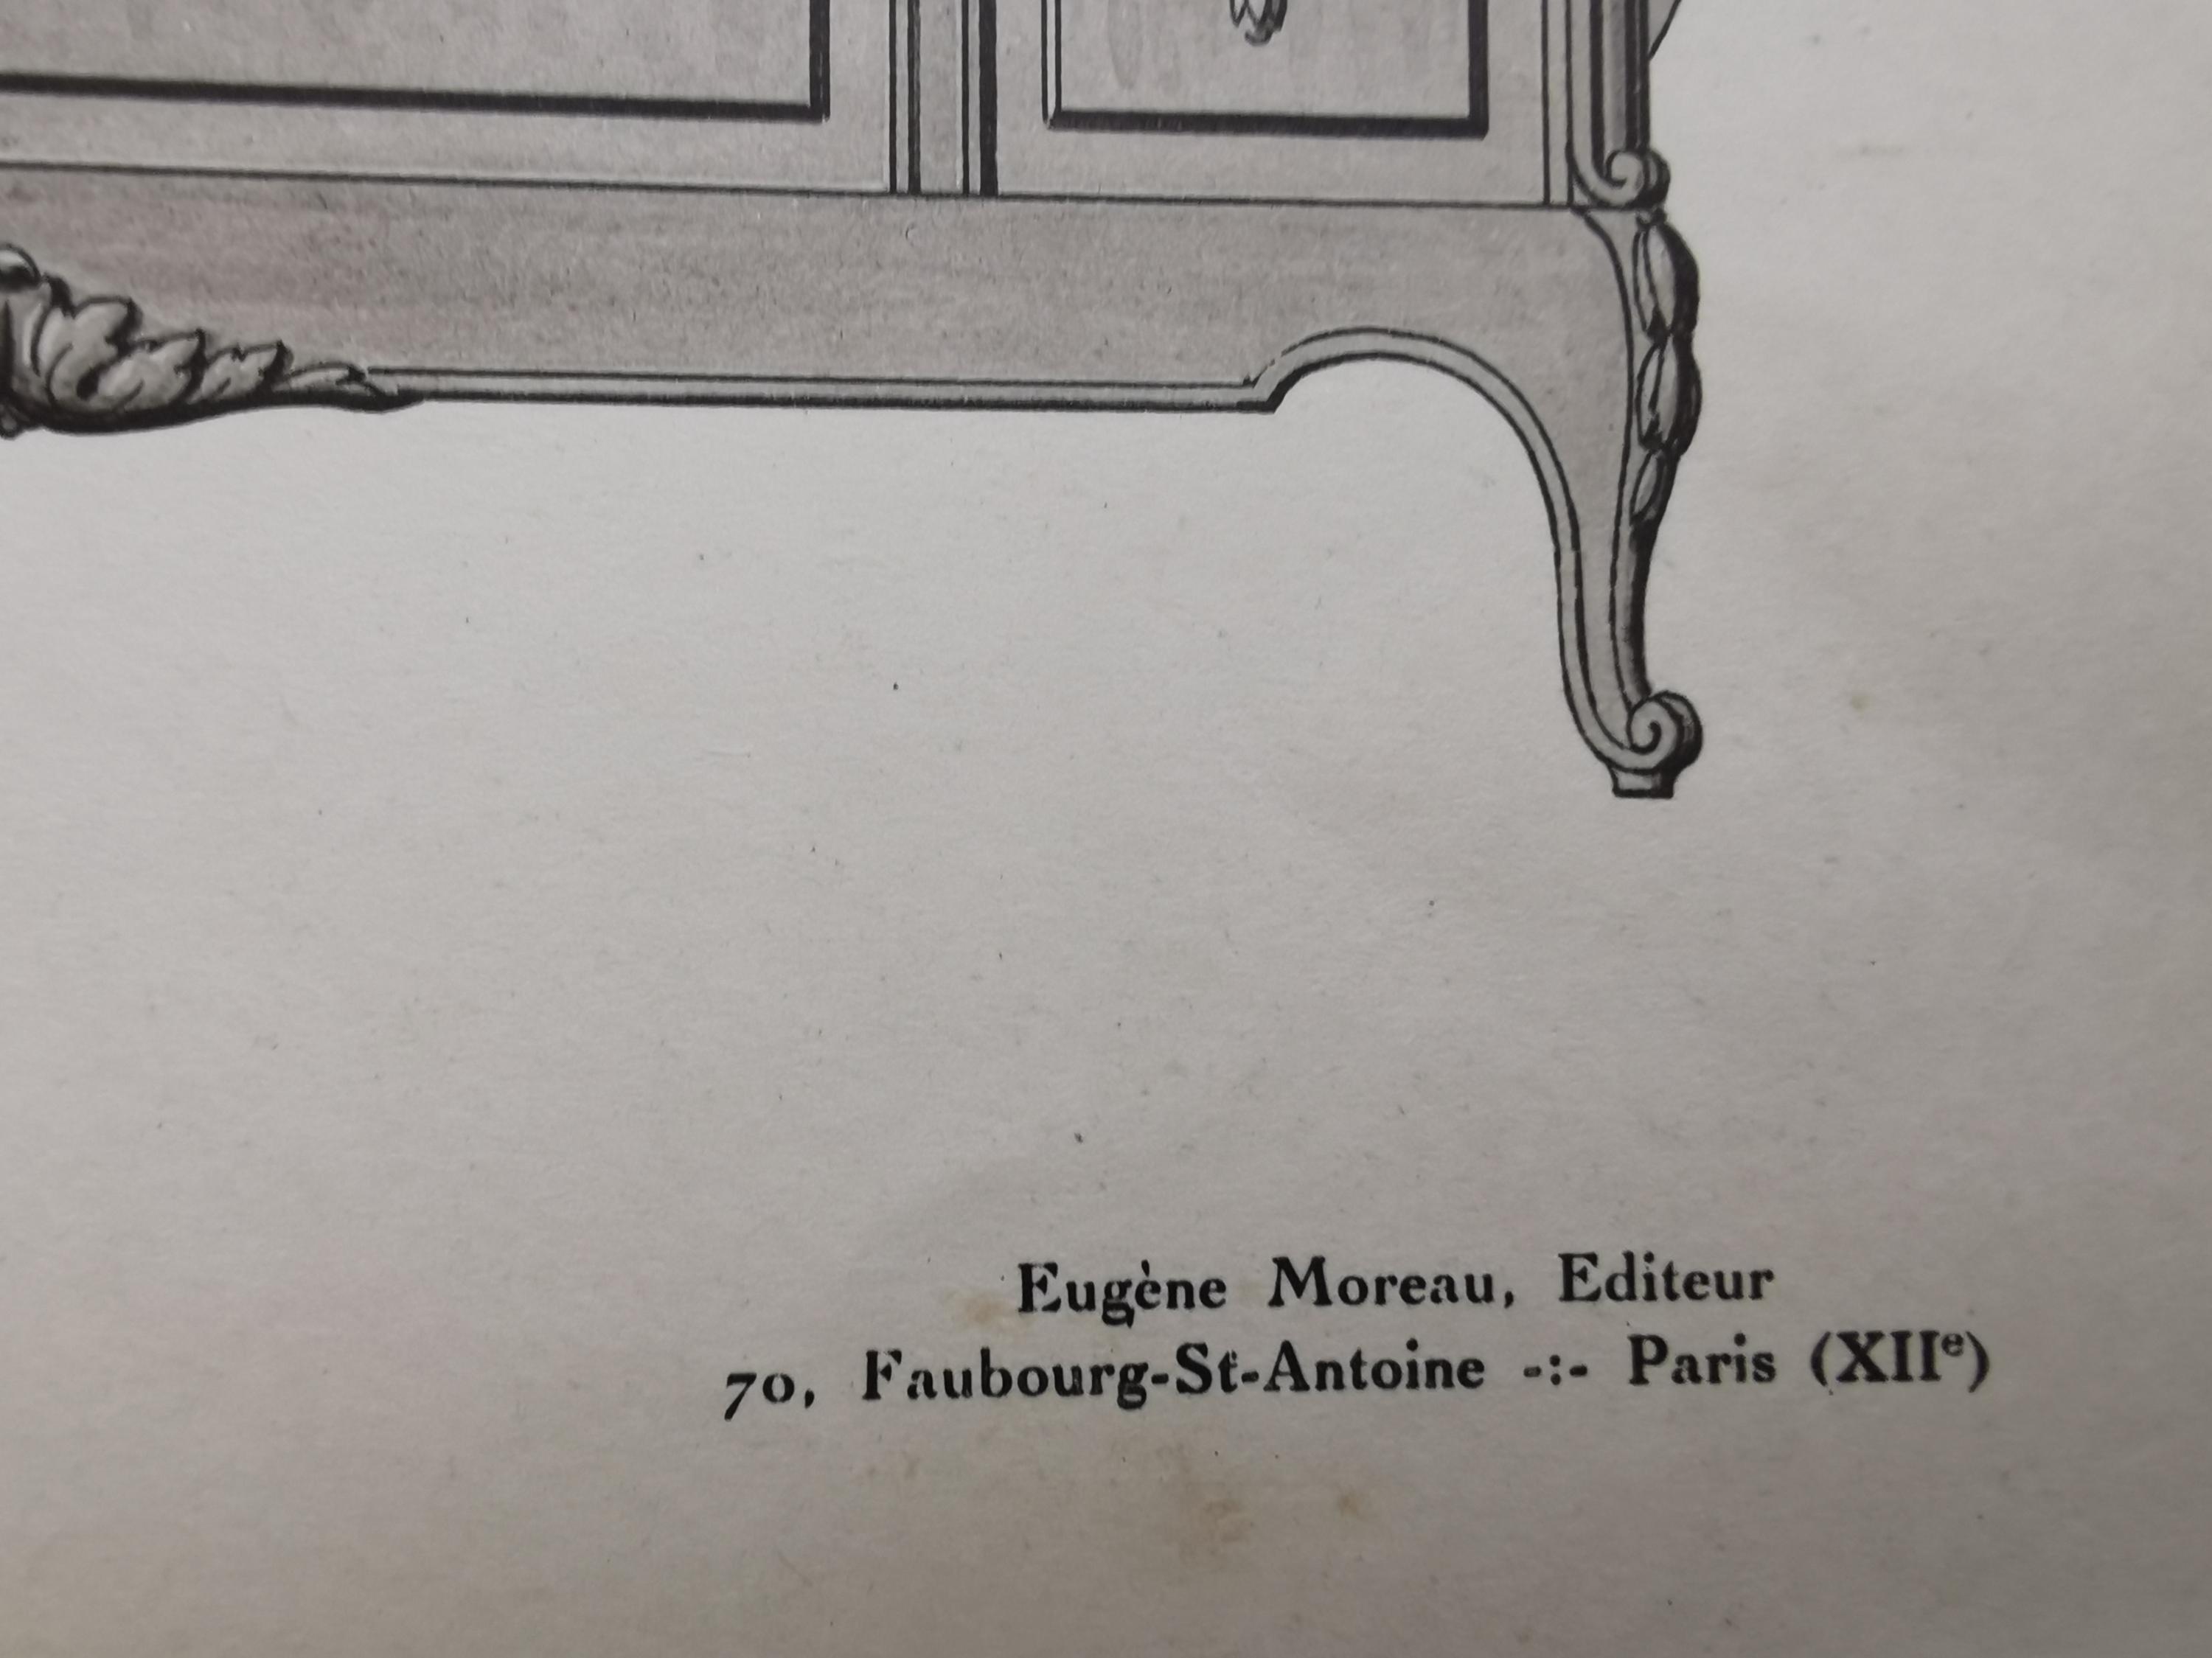 Eugène Moreau, Editeur
70, Faubourg-St-Antoine -:- Paris (XIIe)